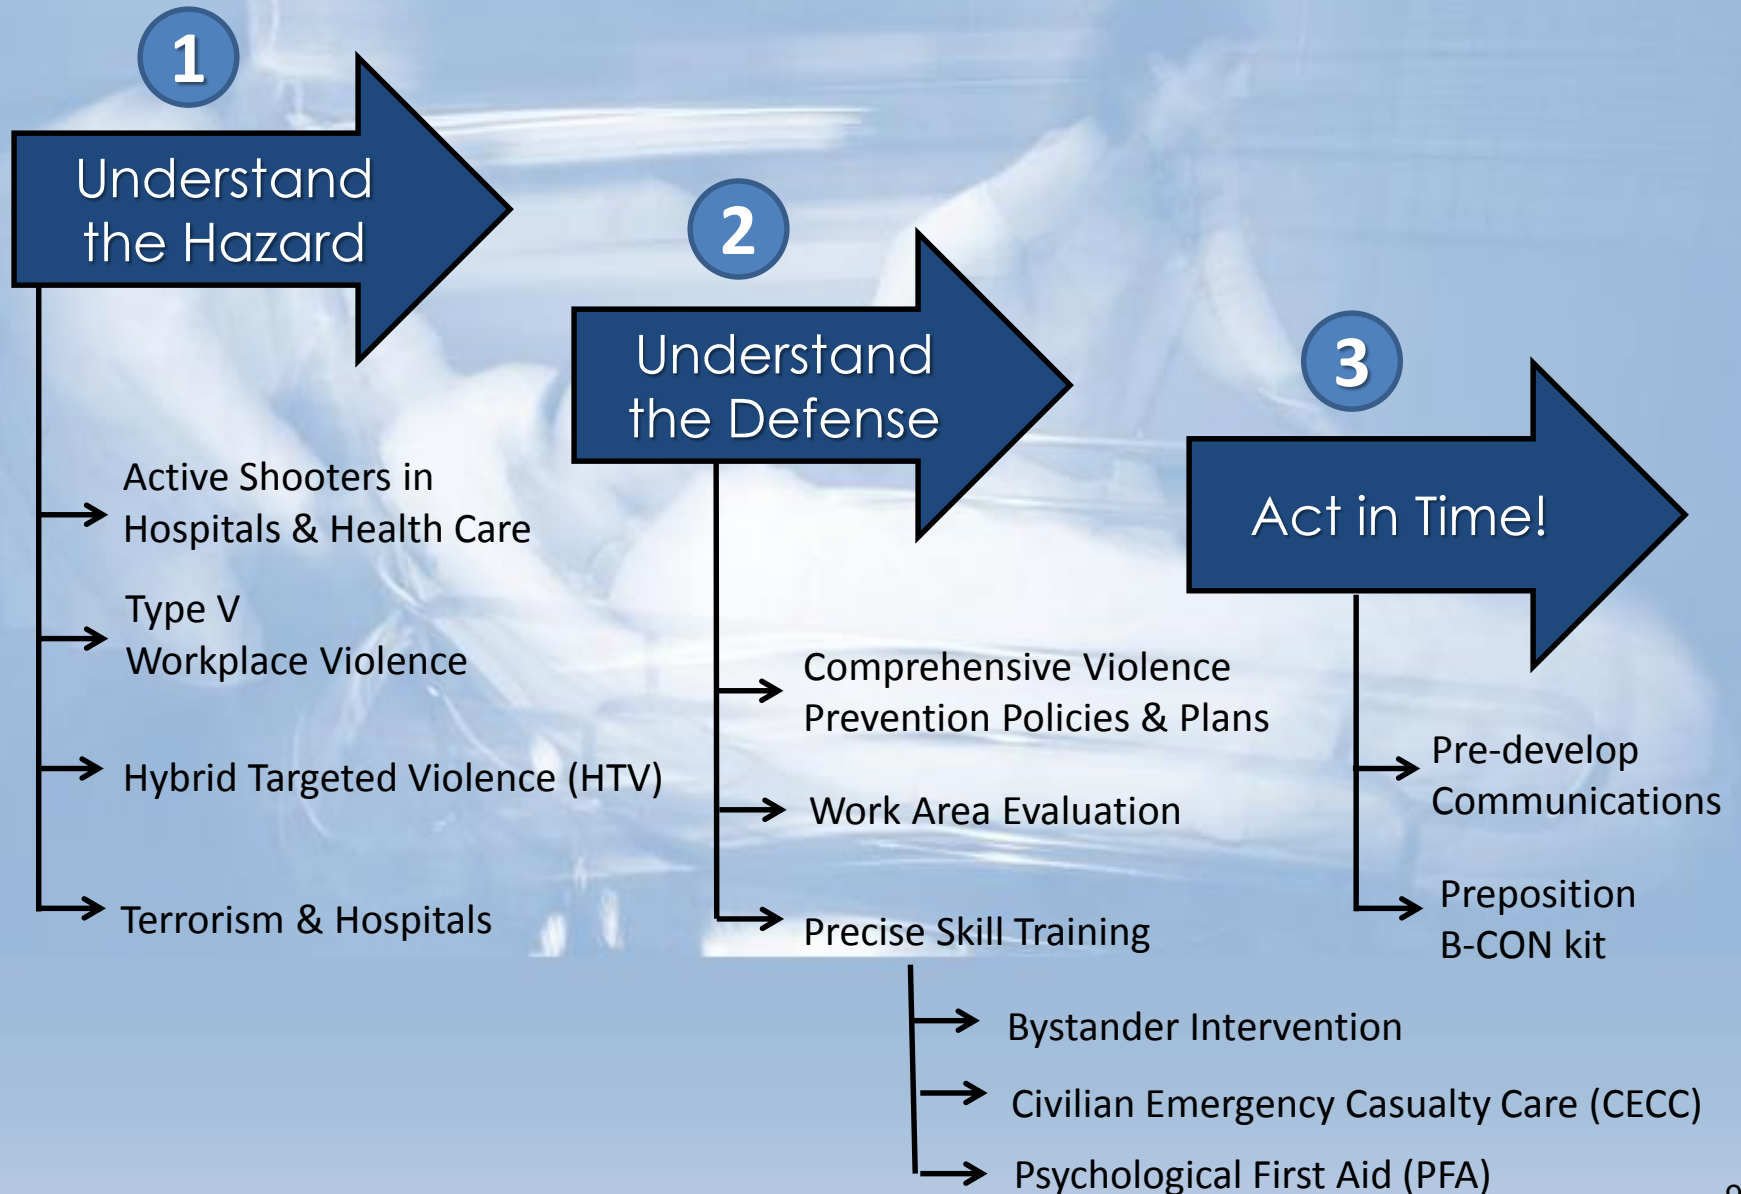 1
Understand
the Hazard
Active Shooters in
Hospitals & Health Care
Type V
Workplace Violence
Hybrid Targeted Violence (HTV)
Terrorism & Hospitals
2
Understand
the Defense
Comprehensive Violence
Prevention Policies & Plans
Work Area Evaluation
Precise Skill Training
Bystander Intervention
Civilian Emergency Casualty Care (CECC)
Psychological First Aid (PFA)
3
Act in Time!
Pre-develop
Communications
Preposition
B-CON kit